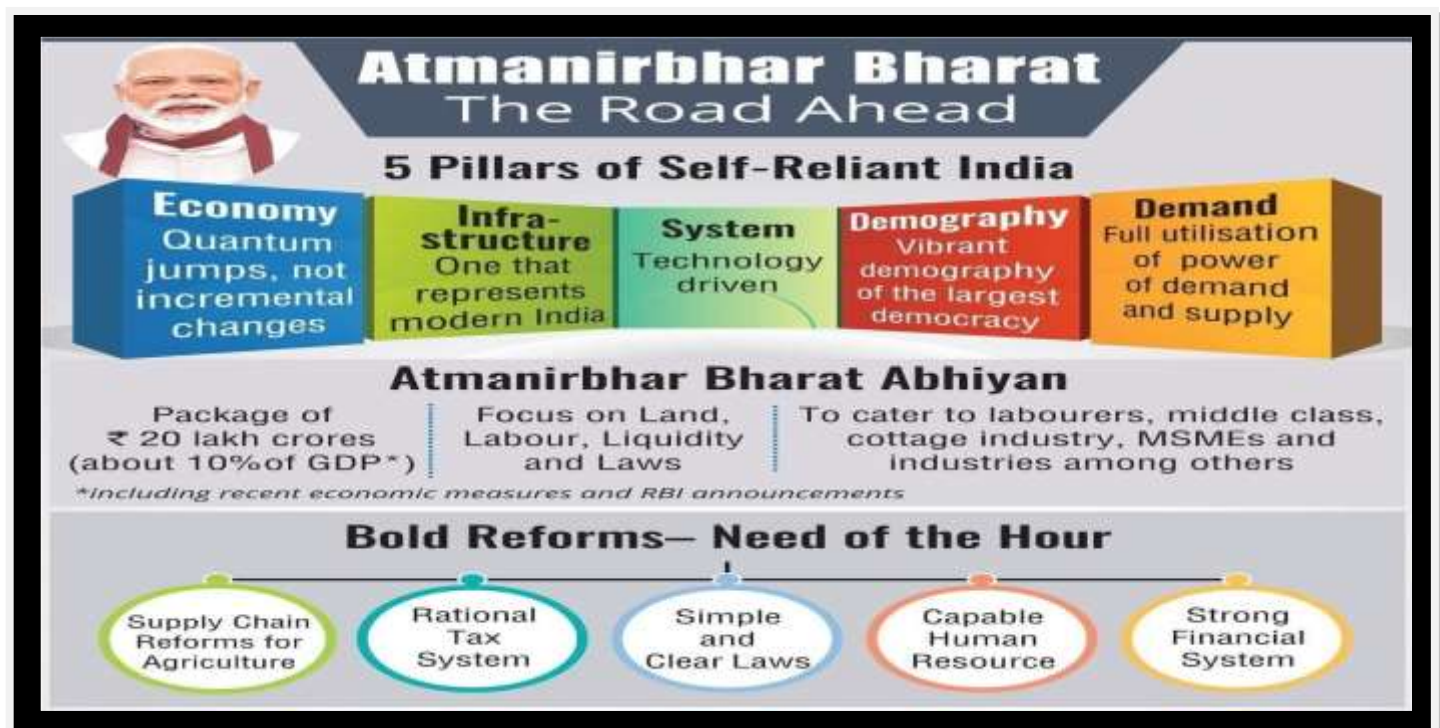 Atmanirbhar Bharat
The Road Ahead
5 Pillars of Self-Reliant India
Economy
Quantum
jumps, not
incremental
changes
Infra-
structure
One that
represents
modern India
System
Technology
driven
Demography
Vibrant
demography
of the largest
democracy
Demand
Full utilisation
of power
of demand
and supply
Atmanirbhar Bharat Abhiyan
Package of
₹ 20 lakh crores
(about 10%of GDP*)
Focus on Land,
Labour, Liquidity
and Laws
To cater to labourers, middle class,
cottage industry, MSMEs and
industries among others
*including recent economic measures and RBI announcements
Bold Reforms– Need of the Hour
Supply Chain
Reforms for
Agriculture
Rational
Tax
System
Simple
and
Clear Laws
Capable
Human
Resource
Strong
Financial
System